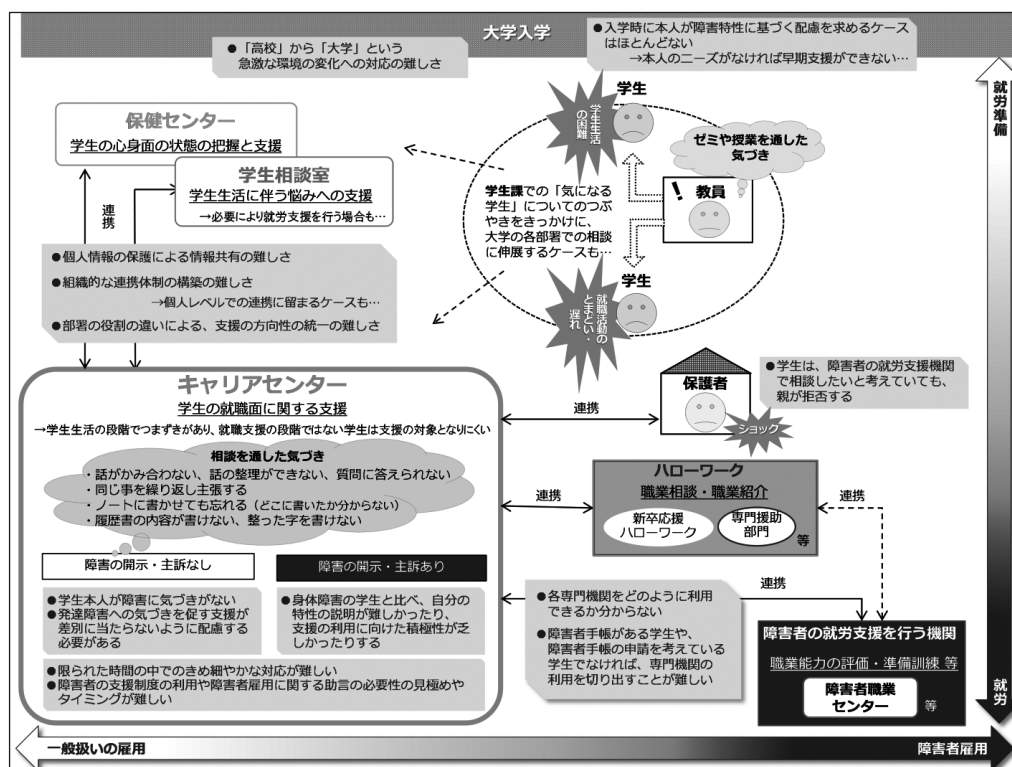 大学入学
●「高校」から「大学」という
急激な環境の変化への対応の難しさ
●入学時に本人が障害特性に基づく配慮を求めるケース
はほとんどない
→本人のニーズがなければ早期支援ができない…
就労準備
保健センター
学生の心身面の状態の把握と支援
学生相談室
学生生活に伴う悩みへの支援
→必要により就労支援を行う場合も…
連携
学生生活
の困難
学生
ゼミや授業を通した
気づき
!
教員
学生課での「気になる
学生」についてのつぶ
やきをきっかけに、
大学の各部署での相談
に伸展するケースも…
学生
就職活動の
とまどい・
遅れ
●個人情報の保護による情報共有の難しさ
●組織的な連携体制の構築の難しさ
→個人レベルでの連携に留まるケースも…
●部署の役割の違いによる、支援の方向性の統一の難しさ
キャリアセンター
学生の就職面に関する支援
→学生生活の段階でつまずきがあり、就職支援の段階ではない学生は支援の対象となりにくい
相談を通した気づき
・話がかみ合わない、話の整理ができない、質問に答えられない
・同じ事を繰り返し主張する
・ノートに書かせても忘れる（どこに書いたか分からない）
・履歴書の内容が書けない、整った字を書けない
障害の開示・主訴なし
障害の開示・主訴あり
●学生本人が障害に気づきがない
●発達障害への気づきを促す支援が
差別に当たらないように配慮する
必要がある
●身体障害の学生と比べ、自分の
特性の説明が難しかったり、
支援の利用に向けた積極性が乏
しかったりする
●限られた時間の中でのきめ細やかな対応が難しい
●障害者の支援制度の利用や障害者雇用に関する助言の必要性の見極めや
タイミングが難しい
連携
保護者
ショック
●学生は、障害者の就労支援機関
で相談したいと考えていても、
親が拒否する
連携
ハローワーク
職業相談・職業紹介
新卒応援
ハローワーク
専門援助
部門
等
連携
連携
●各専門機関をどのように利用
できるか分からない
●障害者手帳がある学生や、
障害者手帳の申請を考えている
学生でなければ、専門機関の
利用を切り出すことが難しい
障害者の就労支援を行う機関
職業能力の評価・準備訓練 等
障害者職業
センター
等
就労
一般扱いの雇用
障害者雇用